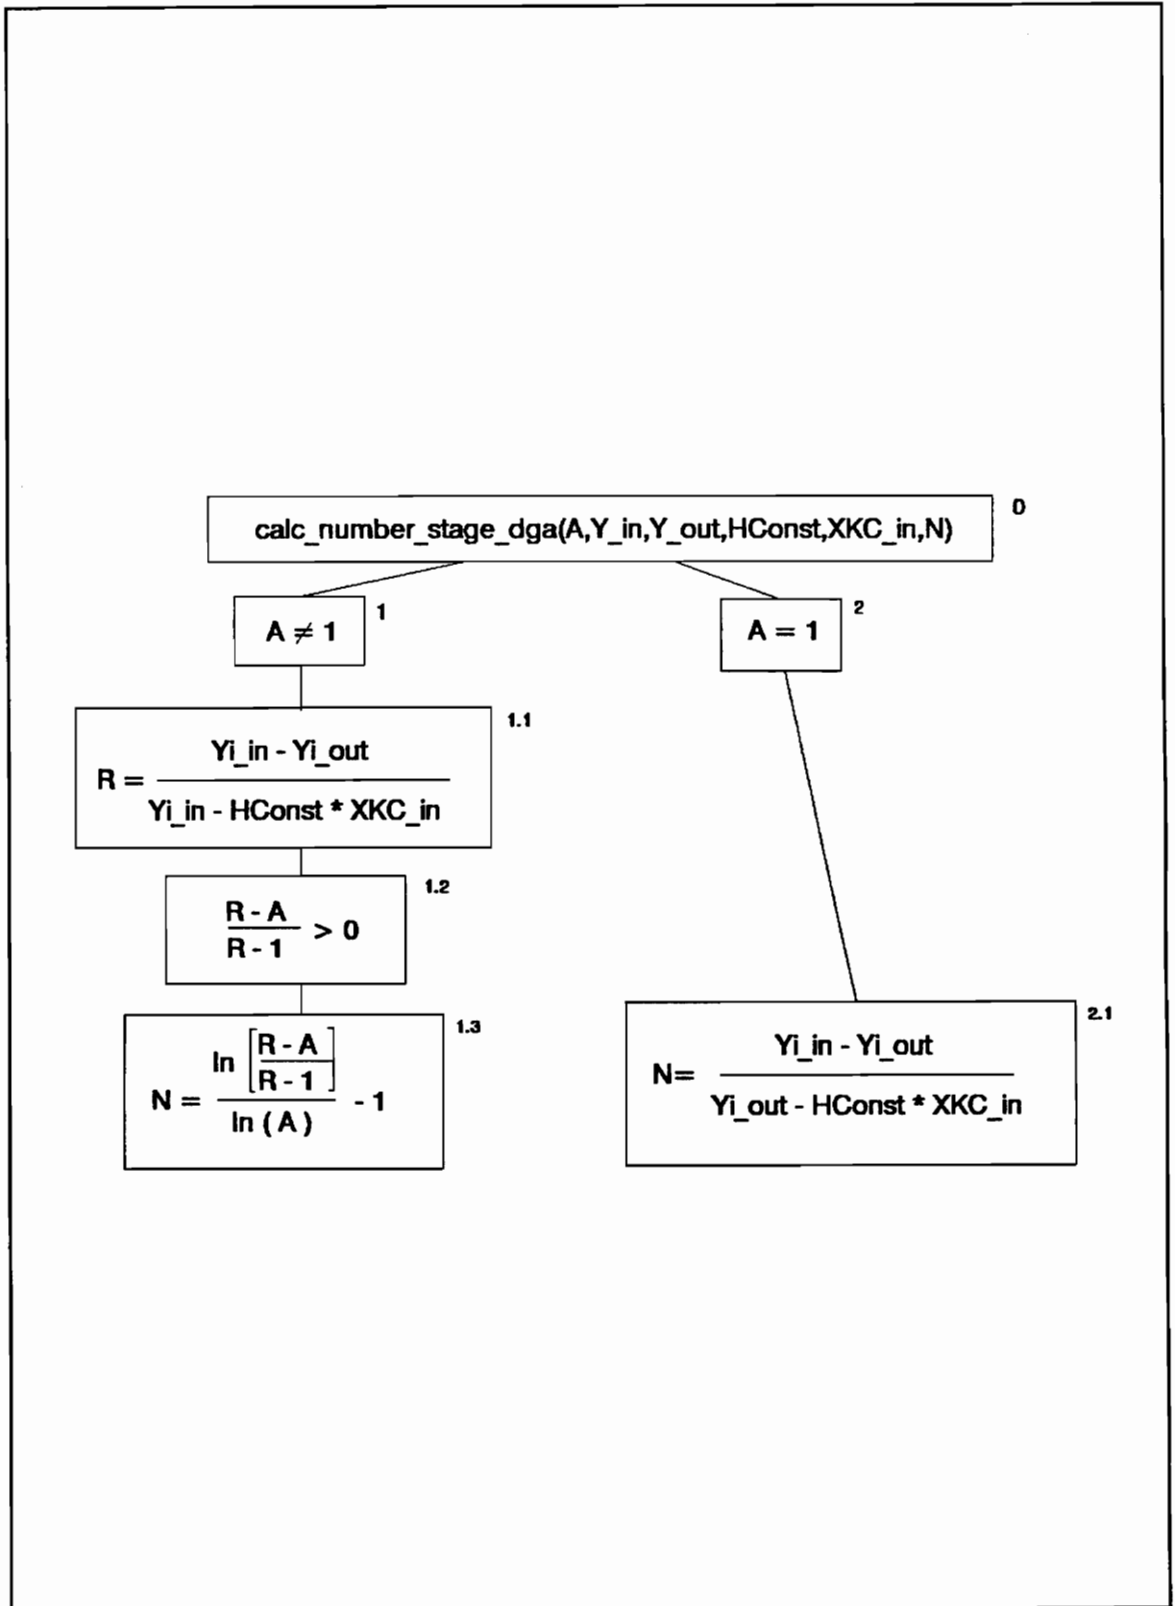 calc_number_stage_dga(A,Y_in,Y_out,HConst,XKC_in,N) 0
A ≠ 1 1
A = 1 2
1.1
Yi_in - Yi_out
R =
Yi_in - HConst * XKC_in
1.2
R - A
> 0
R - 1
1.3
ln [R - A
R - 1]
N = - 1
ln ( A )
2.1
Yi_in - Yi_out
N=
Yi_out - HConst * XKC_in